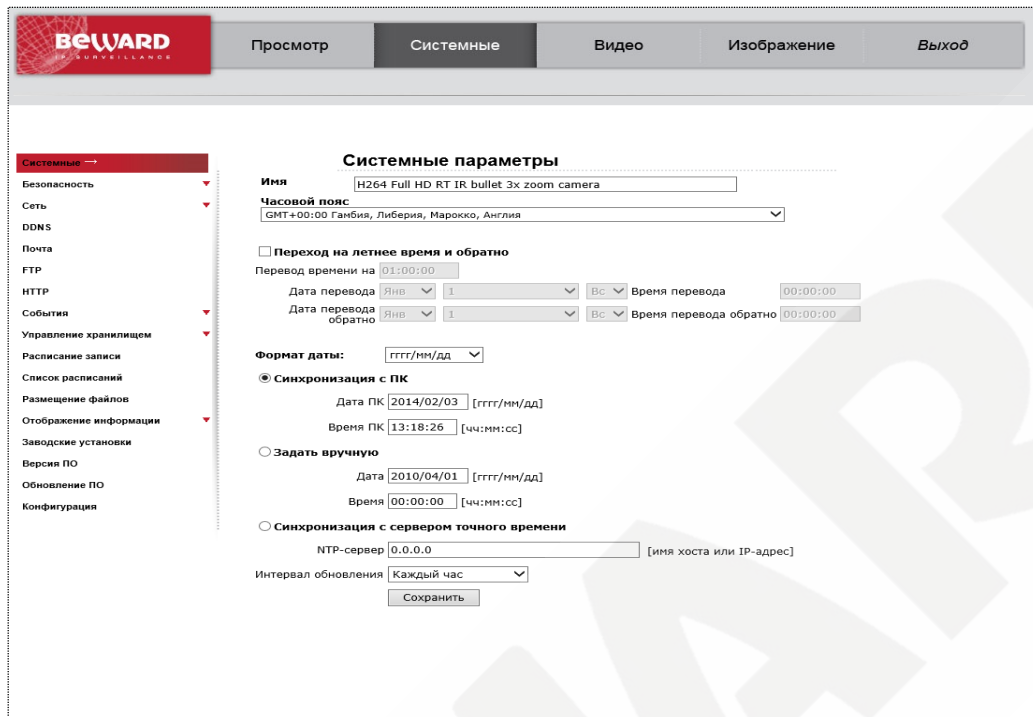 BEWARD
IP SURVEILLANCE
Просмотр Системные Видео Изображение Выход
Системные →
Безопасность
Сеть
DDNS
Почта
FTP
HTTP
События
Управление хранилищем
Расписание записи
Список расписаний
Размещение файлов
Отображение информации
Заводские установки
Версия ПО
Обновление ПО
Конфигурация
Системные параметры
Имя H264 Full HD RT IR bullet 3x zoom camera
Часовой пояс
GMT+00:00 Гамбия, Либерия, Марокко, Англия
Переход на летнее время и обратно
Перевод времени на 01:00:00
Дата перевода Янв 1 Вс Время перевода 00:00:00
Дата перевода обратно Янв 1 Вс Время перевода обратно 00:00:00
Формат даты: гггг/мм/дд
Синхронизация с ПК
Дата ПК 2014/02/03 [гггг/мм/дд]
Время ПК 13:18:26 [чч:мм:сс]
Задать вручную
Дата 2010/04/01 [гггг/мм/дд]
Время 00:00:00 [чч:мм:сс]
Синхронизация с сервером точного времени
NTP-сервер 0.0.0.0 [имя хоста или IP-адрес]
Интервал обновления Каждый час
Сохранить